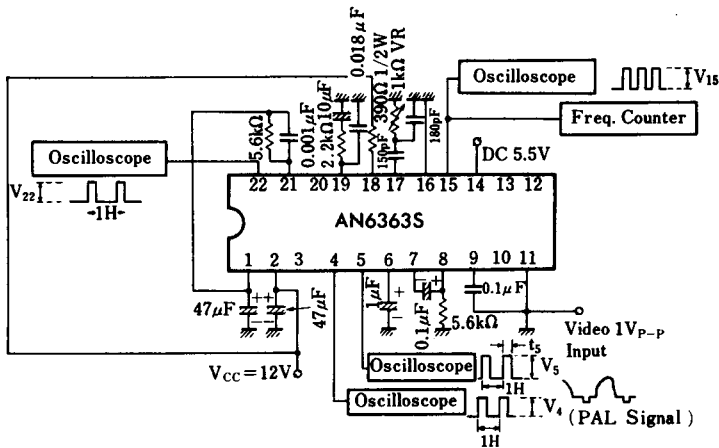 0.018μF
390Ω 1/2W
1kΩ VR
10μF
0.001μF
2.2kΩ
5.6kΩ
150pF
180pF
Oscilloscope
V15
Freq. Counter
DC 5.5V
Oscilloscope
V22
1H
22 21 20 19 18 17 16 15 14 13 12
AN6363S
1 2 3 4 5 6 7 8 9 10 11
47μF
++
--
47μF
1μF
+
-
- +
0.1μF
5.6kΩ
0.1μF
Video 1VP-P
Input
VCC=12V
Oscilloscope
t5
V5
1H
Oscilloscope
V4
1H
(PAL Signal)